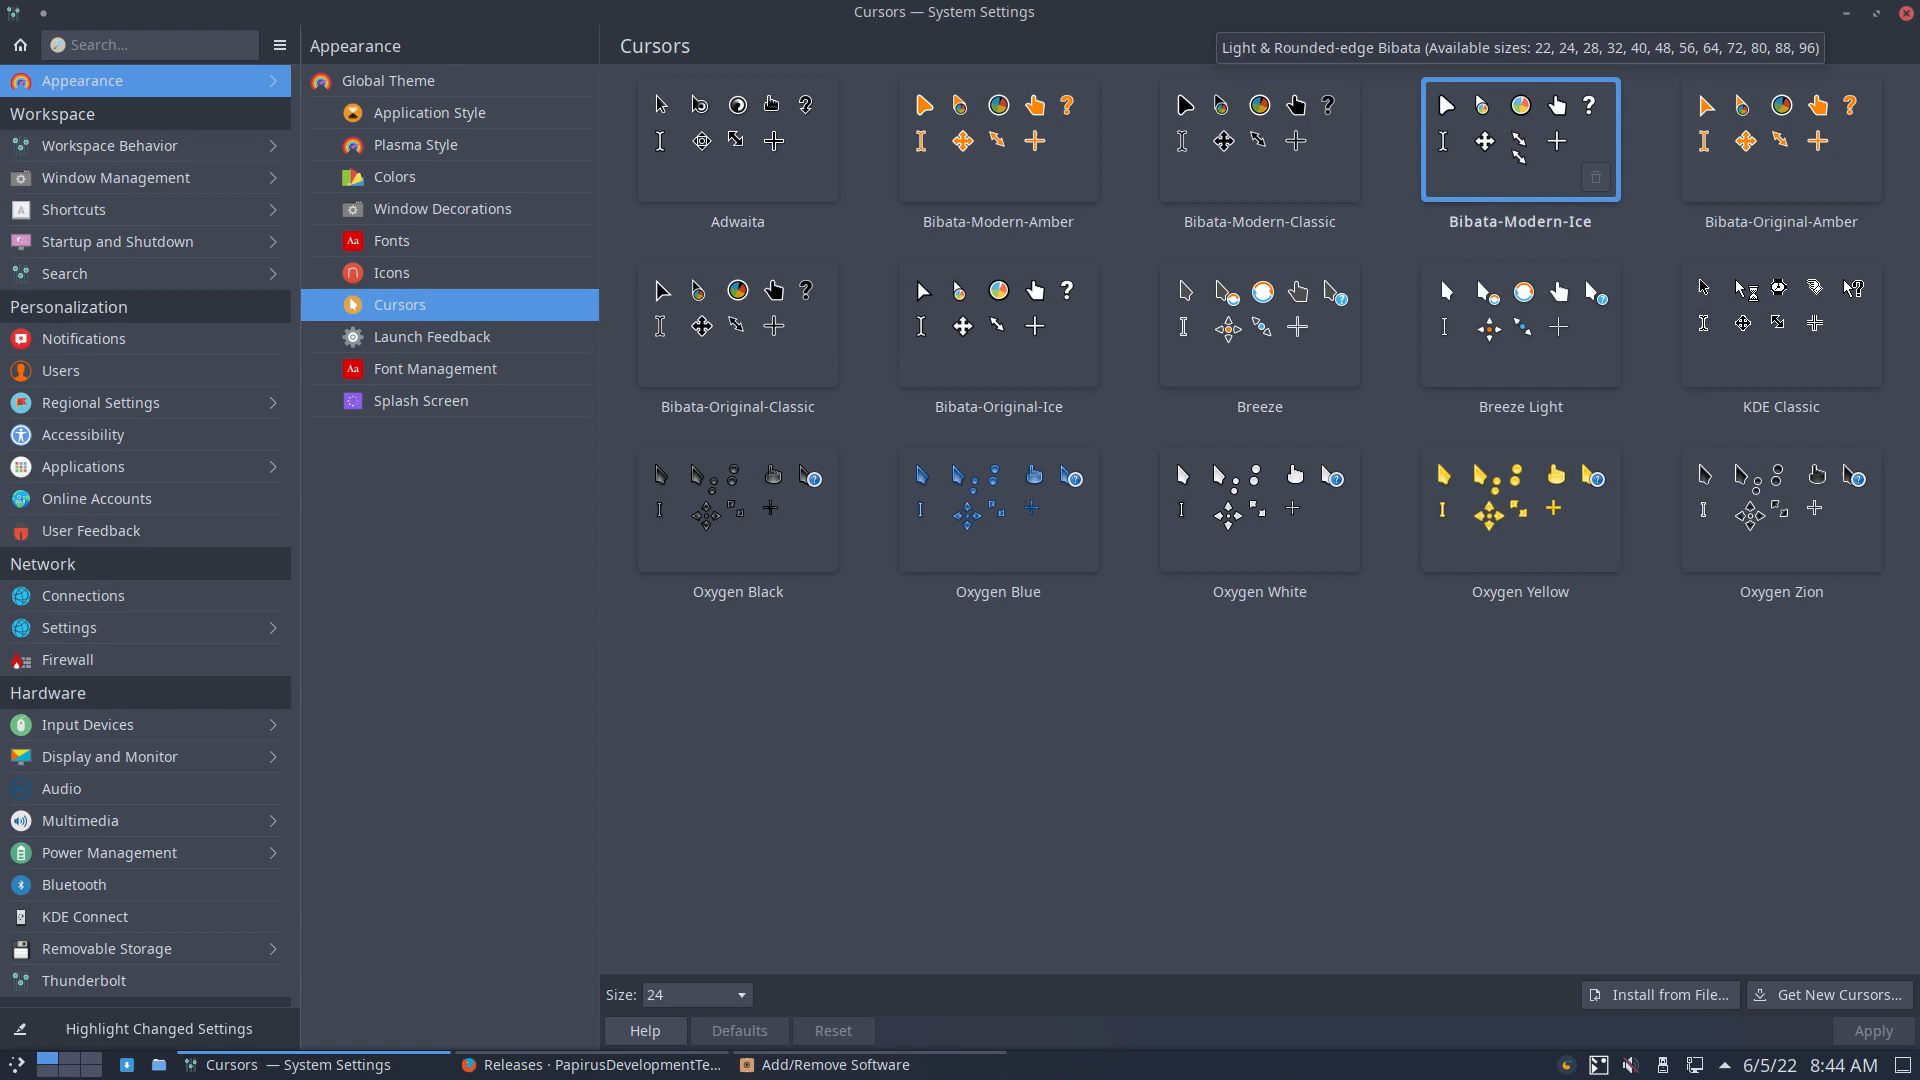 Cursors — System Settings
Search...
Appearance
Workspace
Workspace Behavior
Window Management
Shortcuts
Startup and Shutdown
Search
Personalization
Notifications
Users
Regional Settings
Accessibility
Applications
Online Accounts
User Feedback
Network
Connections
Settings
Firewall
Hardware
Input Devices
Display and Monitor
Audio
Multimedia
Power Management
Bluetooth
KDE Connect
Removable Storage
Thunderbolt
Highlight Changed Settings
Appearance
Global Theme
Application Style
Plasma Style
Colors
Window Decorations
Aa Fonts
Icons
Cursors
Launch Feedback
Aa Font Management
Splash Screen
Cursors
Light & Rounded-edge Bibata (Available sizes: 22, 24, 28, 32, 40, 48, 56, 64, 72, 80, 88, 96)
Adwaita
Bibata-Modern-Amber
Bibata-Modern-Classic
Bibata-Modern-Ice
Bibata-Original-Amber
Bibata-Original-Classic
Bibata-Original-Ice
Breeze
Breeze Light
KDE Classic
Oxygen Black
Oxygen Blue
Oxygen White
Oxygen Yellow
Oxygen Zion
Size: 24
Install from File...
Get New Cursors...
Help
Defaults
Reset
Apply
Cursors — System Settings
Releases · PapirusDevelopmentTe...
Add/Remove Software
6/5/22 8:44 AM